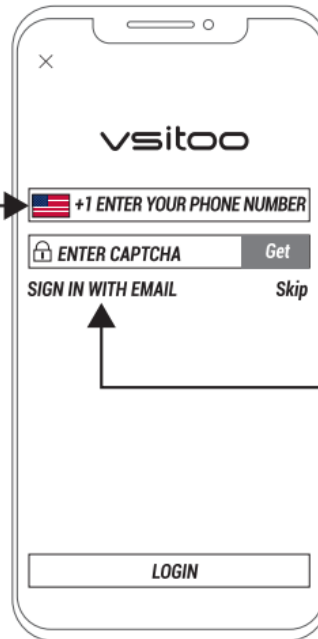 vsitoo
+1 ENTER YOUR PHONE NUMBER
ENTER CAPTCHA Get
SIGN IN WITH EMAIL Skip
LOGIN